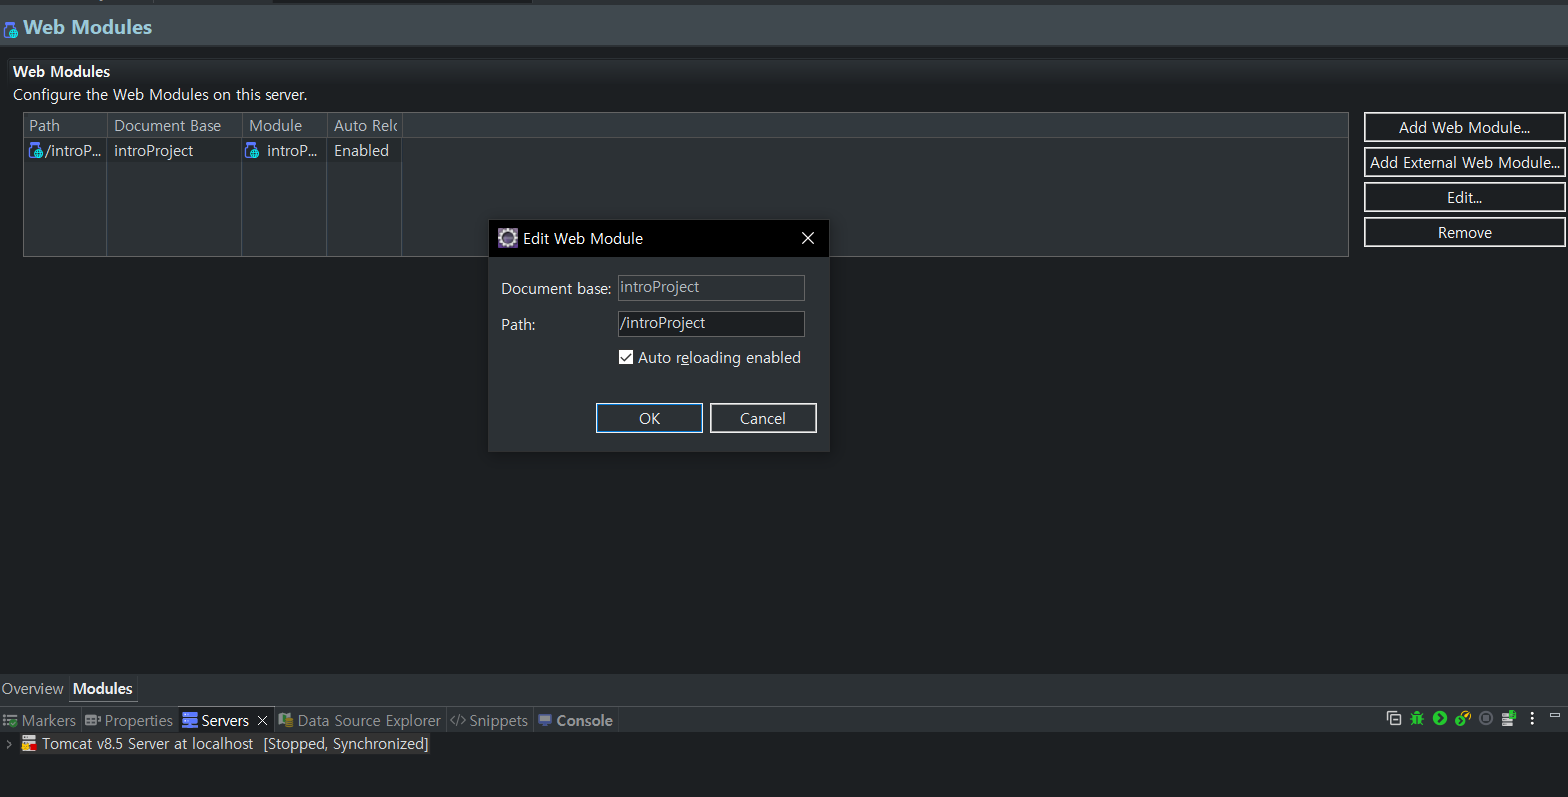 Web Modules
Web Modules
Configure the Web Modules on this server.
Path Document Base Module Auto Relo
/introP... introProject introP... Enabled
Add Web Module...
Add External Web Module...
Edit...
Remove
Edit Web Module
Document base: introProject
Path: /introProject
Auto reloading enabled
OK Cancel
Overview Modules
Markers Properties Servers Data Source Explorer Snippets Console
Tomcat v8.5 Server at localhost [Stopped, Synchronized]